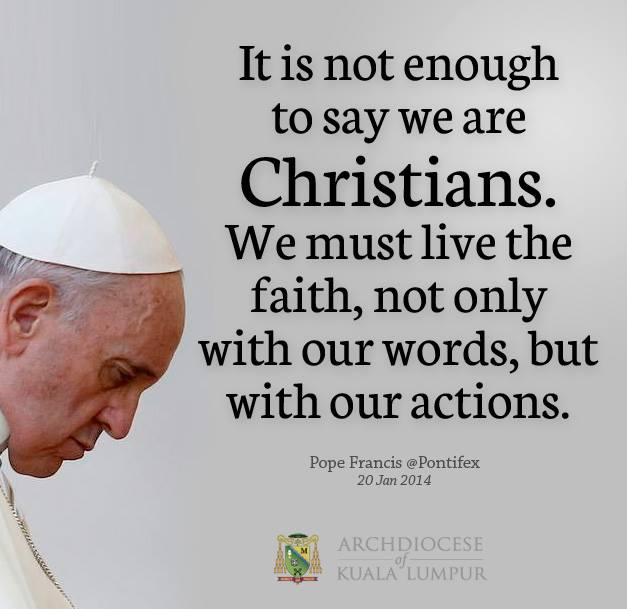 It is not enough
to say we are
Christians.
We must live the
faith, not only
with our words, but
with our actions.
Pope Francis @Pontifex
20 Jan 2014
ARCHDIOCESE
of
KUALA LUMPUR